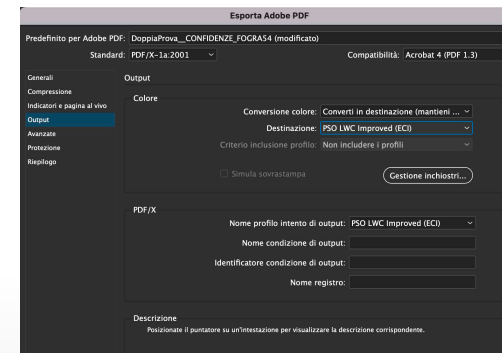 Esporta Adobe PDF
Predefinito per Adobe PDF: DoppiaProva__CONFIDENZE_FOGRA54 (modificato)
Standard: PDF/X-1a:2001 Compatibilità: Acrobat 4 (PDF 1.3)
Generali
Compressione
Indicatori e pagina al vivo
Output
Avanzate
Protezione
Riepilogo
Output
Colore
Conversione colore: Converti in destinazione (mantieni ...
Destinazione: PSO LWC Improved (ECI)
Criterio inclusione profilo: Non includere i profili
Simula sovrastampa Gestione inchiostri...
PDF/X
Nome profilo intento di output: PSO LWC Improved (ECI)
Nome condizione di output:
Identificatore condizione di output:
Nome registro:
Descrizione
Posizionate il puntatore su un'intestazione per visualizzare la descrizione corrispondente.